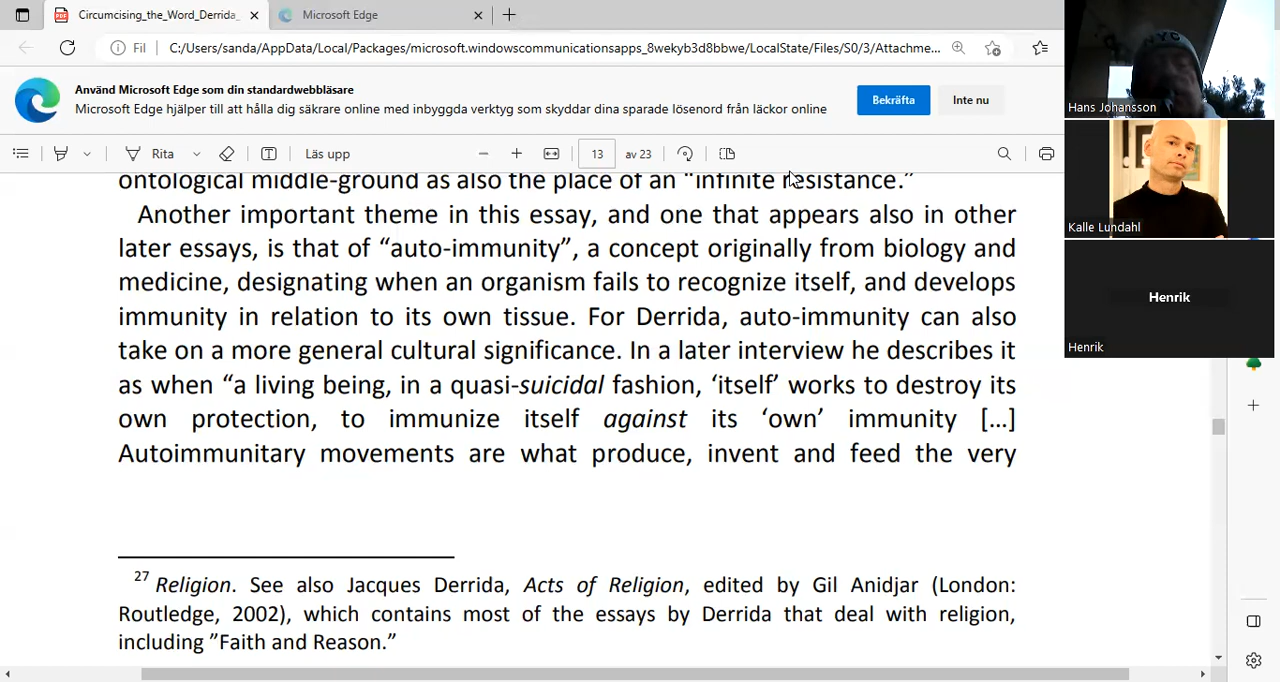 Circumcising_the_Word_Derrida_
Microsoft Edge
Fil
C:/Users/sanda/AppData/Local/Packages/microsoft.windowscommunicationsapps_8wekyb3d8bbwe/LocalState/Files/S0/3/Attachme...
Använd Microsoft Edge som din standardwebbläsare
Microsoft Edge hjälper till att hålla dig säkrare online med inbyggda verktyg som skyddar dina sparade lösenord från läckor online
Bekräfta
Inte nu
Rita
Läs upp
13 av 23
ontological middle-ground as also the place of an “infinite resistance.”
Another important theme in this essay, and one that appears also in other
later essays, is that of “auto-immunity”, a concept originally from biology and
medicine, designating when an organism fails to recognize itself, and develops
immunity in relation to its own tissue. For Derrida, auto-immunity can also
take on a more general cultural significance. In a later interview he describes it
as when “a living being, in a quasi-suicidal fashion, ‘itself’ works to destroy its
own protection, to immunize itself against its ‘own’ immunity […]
Autoimmunitary movements are what produce, invent and feed the very
27 Religion. See also Jacques Derrida, Acts of Religion, edited by Gil Anidjar (London:
Routledge, 2002), which contains most of the essays by Derrida that deal with religion,
including ”Faith and Reason.”
Hans Johansson
Kalle Lundahl
Henrik
Henrik